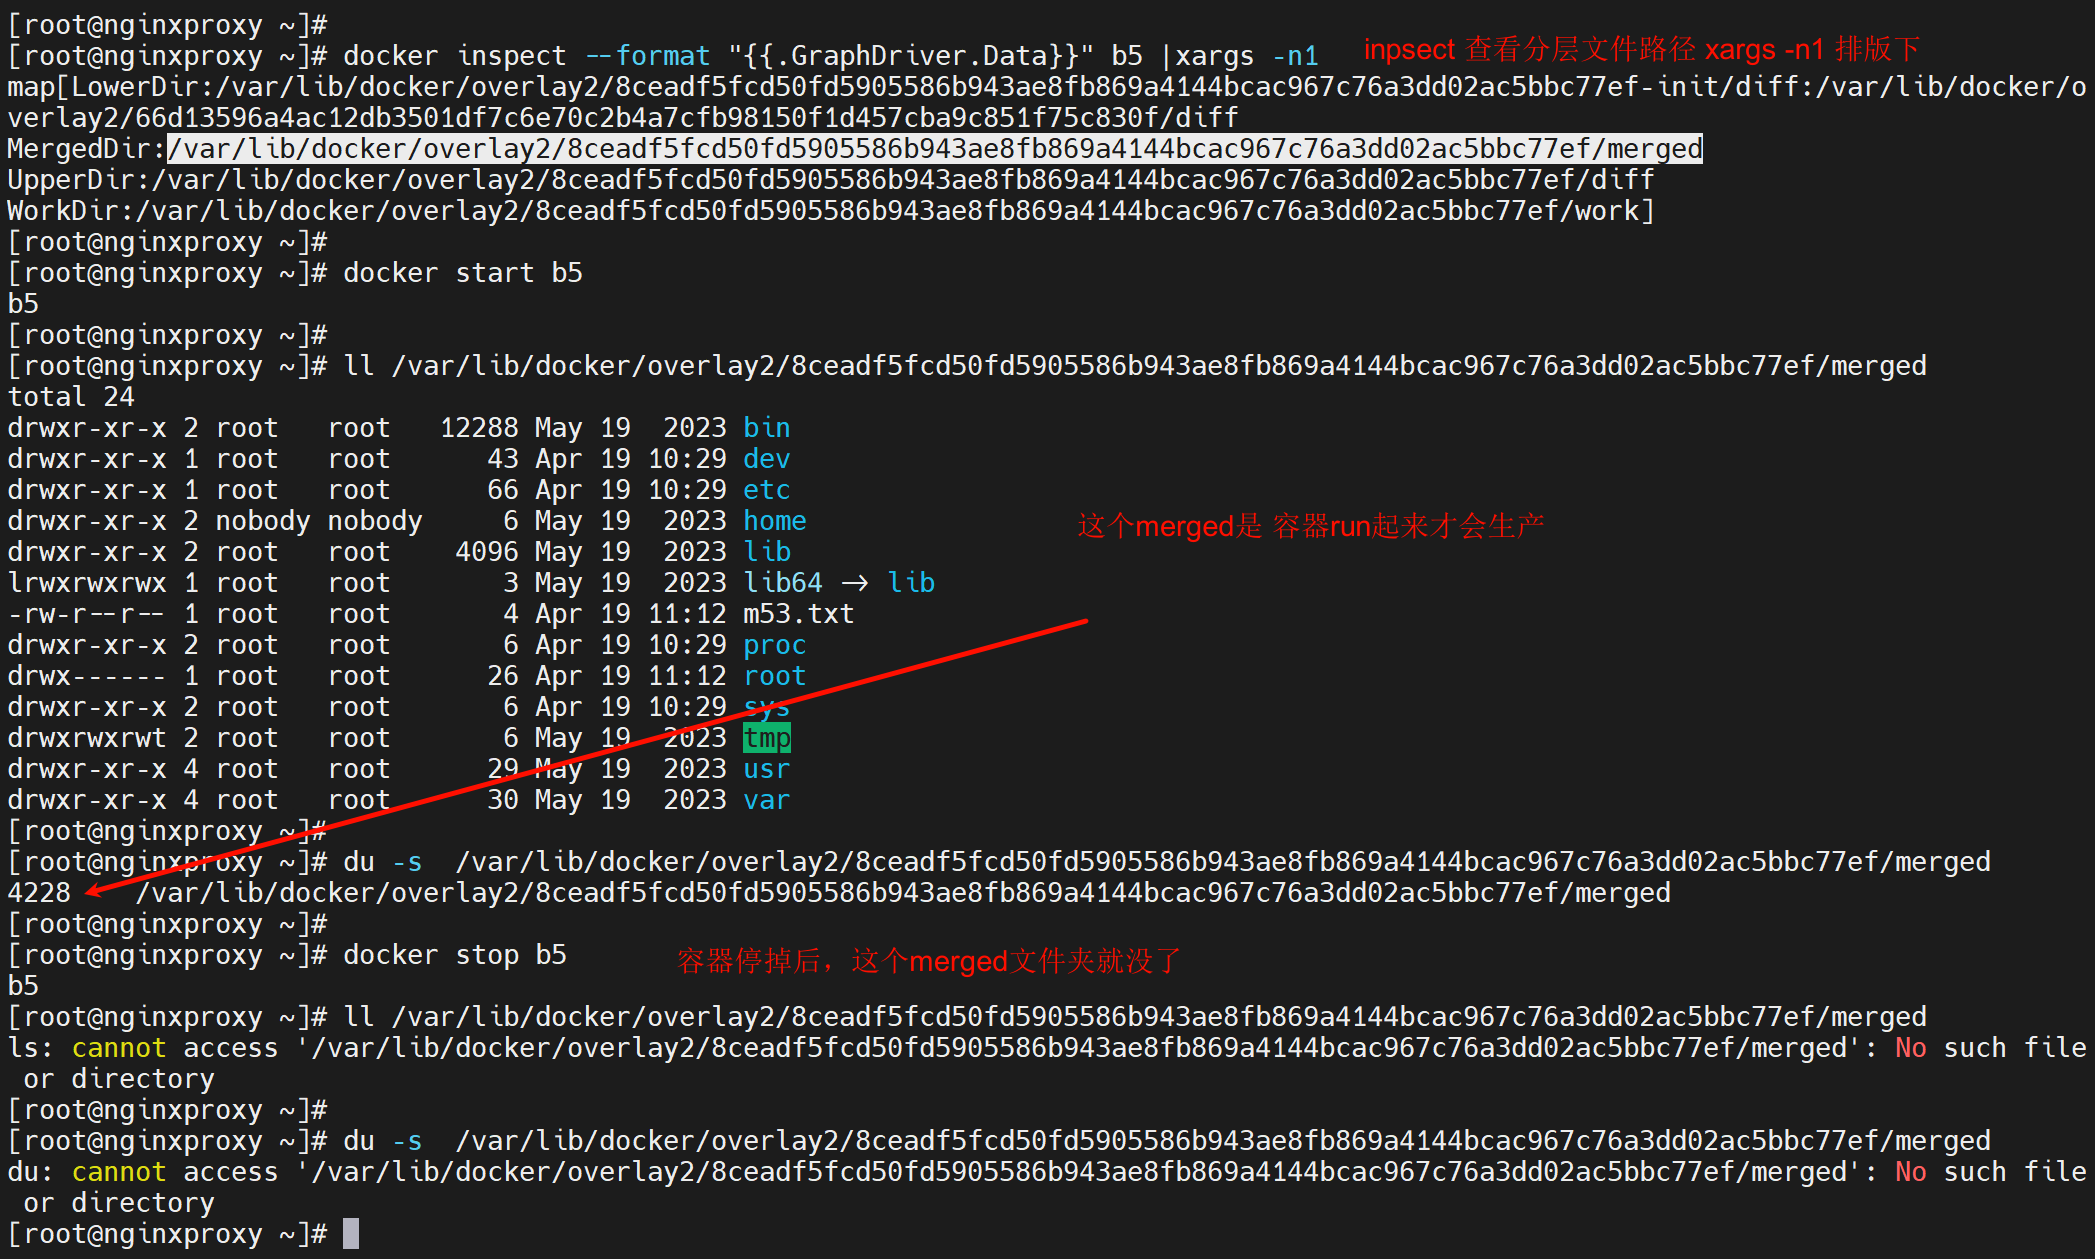 [root@nginxproxy ~]#
[root@nginxproxy ~]# docker inspect --format "{{.GraphDriver.Data}}" b5 |xargs -n1 inpsect 查看分层文件路径 xargs -n1 排版下
map[LowerDir:/var/lib/docker/overlay2/8ceadf5fcd50fd5905586b943ae8fb869a4144bcac967c76a3dd02ac5bbc77ef-init/diff:/var/lib/docker/o
verlay2/66d13596a4ac12db3501df7c6e70c2b4a7cfb98150f1d457cba9c851f75c830f/diff
MergedDir:/var/lib/docker/overlay2/8ceadf5fcd50fd5905586b943ae8fb869a4144bcac967c76a3dd02ac5bbc77ef/merged
UpperDir:/var/lib/docker/overlay2/8ceadf5fcd50fd5905586b943ae8fb869a4144bcac967c76a3dd02ac5bbc77ef/diff
WorkDir:/var/lib/docker/overlay2/8ceadf5fcd50fd5905586b943ae8fb869a4144bcac967c76a3dd02ac5bbc77ef/work]
[root@nginxproxy ~]#
[root@nginxproxy ~]# docker start b5
b5
[root@nginxproxy ~]#
[root@nginxproxy ~]# ll /var/lib/docker/overlay2/8ceadf5fcd50fd5905586b943ae8fb869a4144bcac967c76a3dd02ac5bbc77ef/merged
total 24
drwxr-xr-x 2 root   root   12288 May 19  2023 bin
drwxr-xr-x 1 root   root      43 Apr 19 10:29 dev
drwxr-xr-x 1 root   root      66 Apr 19 10:29 etc
drwxr-xr-x 2 nobody nobody     6 May 19  2023 home
这个merged是 容器run起来才会生产
drwxr-xr-x 2 root   root    4096 May 19  2023 lib
lrwxrwxrwx 1 root   root       3 May 19  2023 lib64 -> lib
-rw-r--r-- 1 root   root       4 Apr 19 11:12 m53.txt
drwxr-xr-x 2 root   root       6 Apr 19 10:29 proc
drwx------ 1 root   root      26 Apr 19 11:12 root
drwxr-xr-x 2 root   root       6 Apr 19 10:29 sys
drwxrwxrwt 2 root   root       6 May 19  2023 tmp
drwxr-xr-x 4 root   root      29 May 19  2023 usr
drwxr-xr-x 4 root   root      30 May 19  2023 var
[root@nginxproxy ~]#
[root@nginxproxy ~]# du -s  /var/lib/docker/overlay2/8ceadf5fcd50fd5905586b943ae8fb869a4144bcac967c76a3dd02ac5bbc77ef/merged
4228    /var/lib/docker/overlay2/8ceadf5fcd50fd5905586b943ae8fb869a4144bcac967c76a3dd02ac5bbc77ef/merged
[root@nginxproxy ~]#
[root@nginxproxy ~]# docker stop b5 容器停掉后，这个merged文件夹就没了
b5
[root@nginxproxy ~]# ll /var/lib/docker/overlay2/8ceadf5fcd50fd5905586b943ae8fb869a4144bcac967c76a3dd02ac5bbc77ef/merged
ls: cannot access '/var/lib/docker/overlay2/8ceadf5fcd50fd5905586b943ae8fb869a4144bcac967c76a3dd02ac5bbc77ef/merged': No such file
 or directory
[root@nginxproxy ~]#
[root@nginxproxy ~]# du -s  /var/lib/docker/overlay2/8ceadf5fcd50fd5905586b943ae8fb869a4144bcac967c76a3dd02ac5bbc77ef/merged
du: cannot access '/var/lib/docker/overlay2/8ceadf5fcd50fd5905586b943ae8fb869a4144bcac967c76a3dd02ac5bbc77ef/merged': No such file
 or directory
[root@nginxproxy ~]#